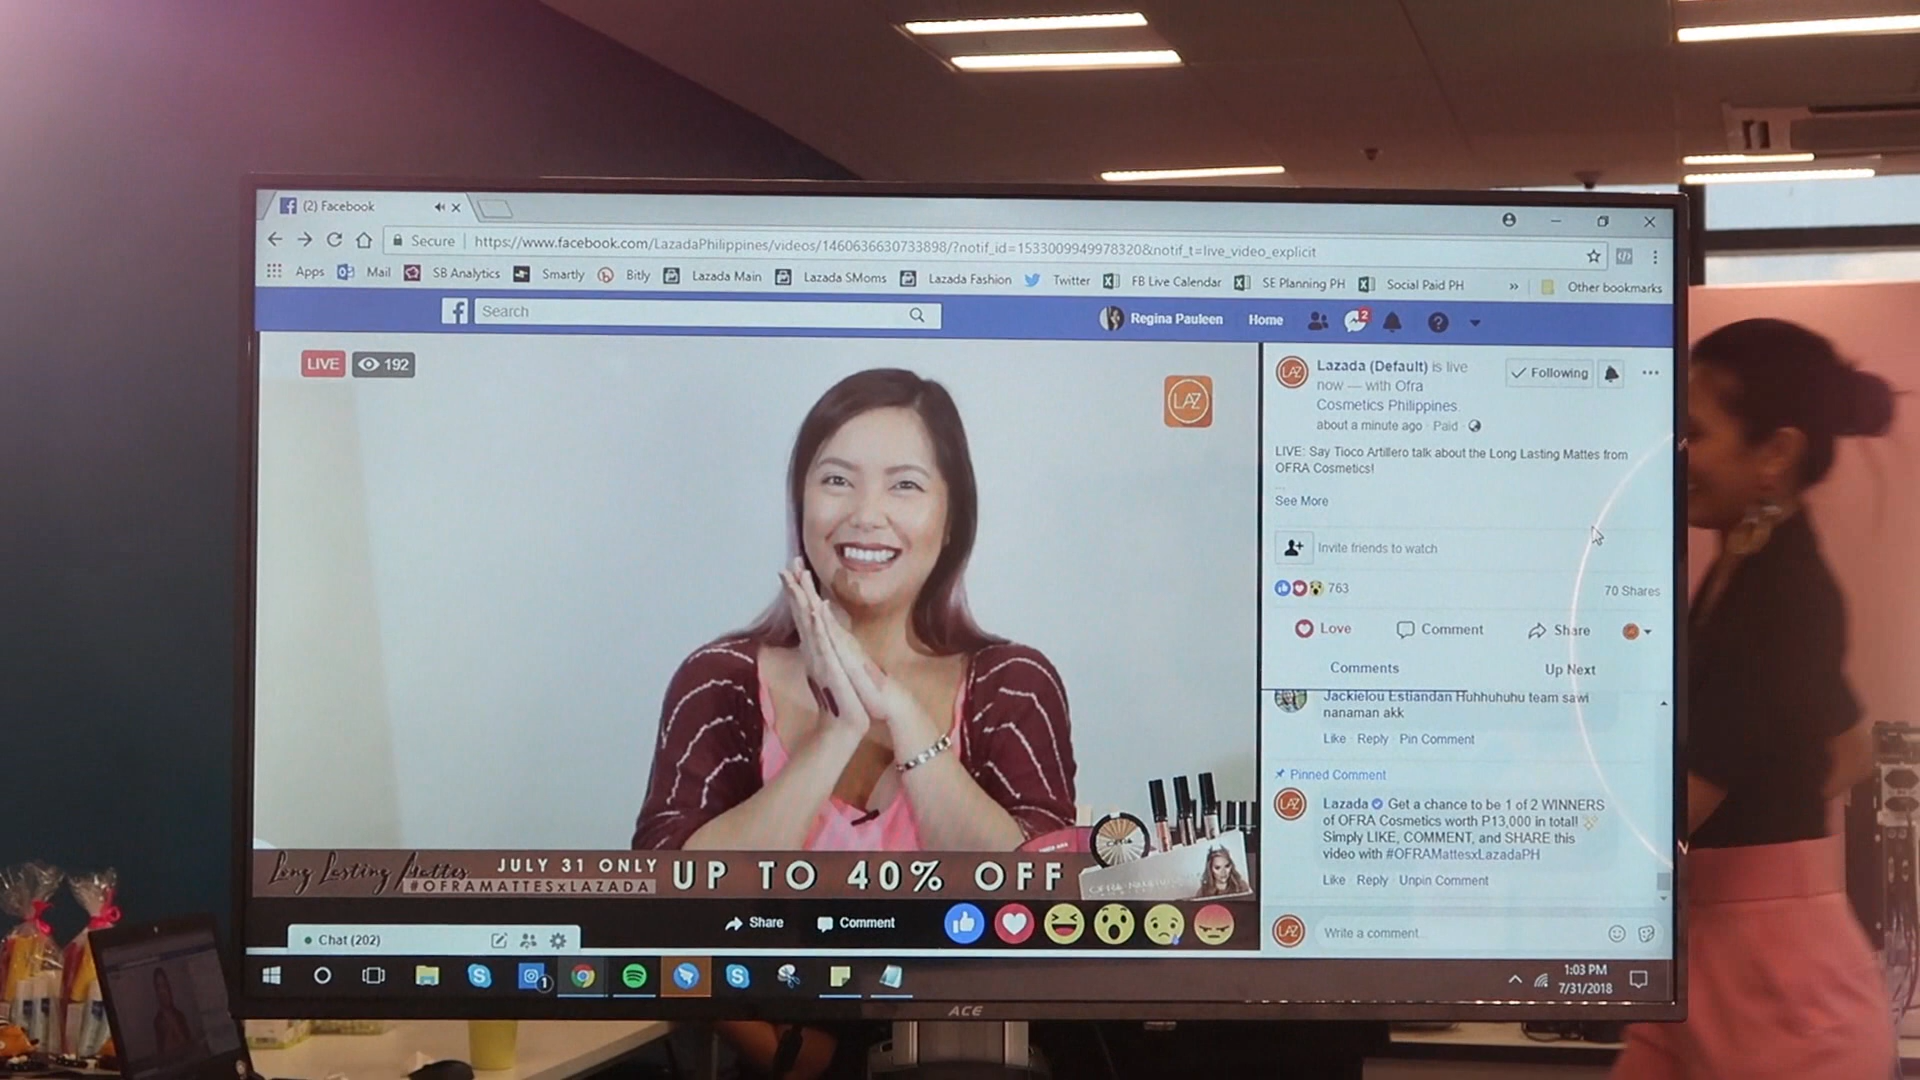 (2) Facebook
Secure
https://www.facebook.com/LazadaPhilippines/videos/1460636630733898/?notif_id=1533009949978320&notif_t=live_video_explicit
Apps Mail SB Analytics Smartly Bitly Lazada Main Lazada SMoms Lazada Fashion Twitter FB Live Calendar SE Planning PH Social Paid PH » Other bookmarks
Search
Regina Pauleen Home 2
LIVE 192
LAZ
LAZ
Lazada (Default) is live
now — with Ofra
Cosmetics Philippines.
about a minute ago · Paid ·
Following
LIVE: Say Tioco Artillero talk about the Long Lasting Mattes from
OFRA Cosmetics!
...
See More
Invite friends to watch
763
70 Shares
Love Comment Share
Comments Up Next
Jackielou Estiandan Huhhuhuhu team sawi
nanaman akk
Like · Reply · Pin Comment
Pinned Comment
LAZ
Lazada Get a chance to be 1 of 2 WINNERS
of OFRA Cosmetics worth P13,000 in total!
Simply LIKE, COMMENT, and SHARE this
video with #OFRAMattesxLazadaPH
Like · Reply · Unpin Comment
LAZ
Write a comment...
Long Lasting Mattes
#OFRAMATTESxLAZADA
JULY 31 ONLY
UP TO 40% OFF
Share Comment
Chat (202)
1
1:03 PM
7/31/2018
ACE